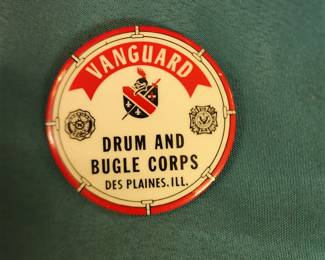 VANGUARD
DRUM AND
BUGLE CORPS
DES PLAINES, ILL.